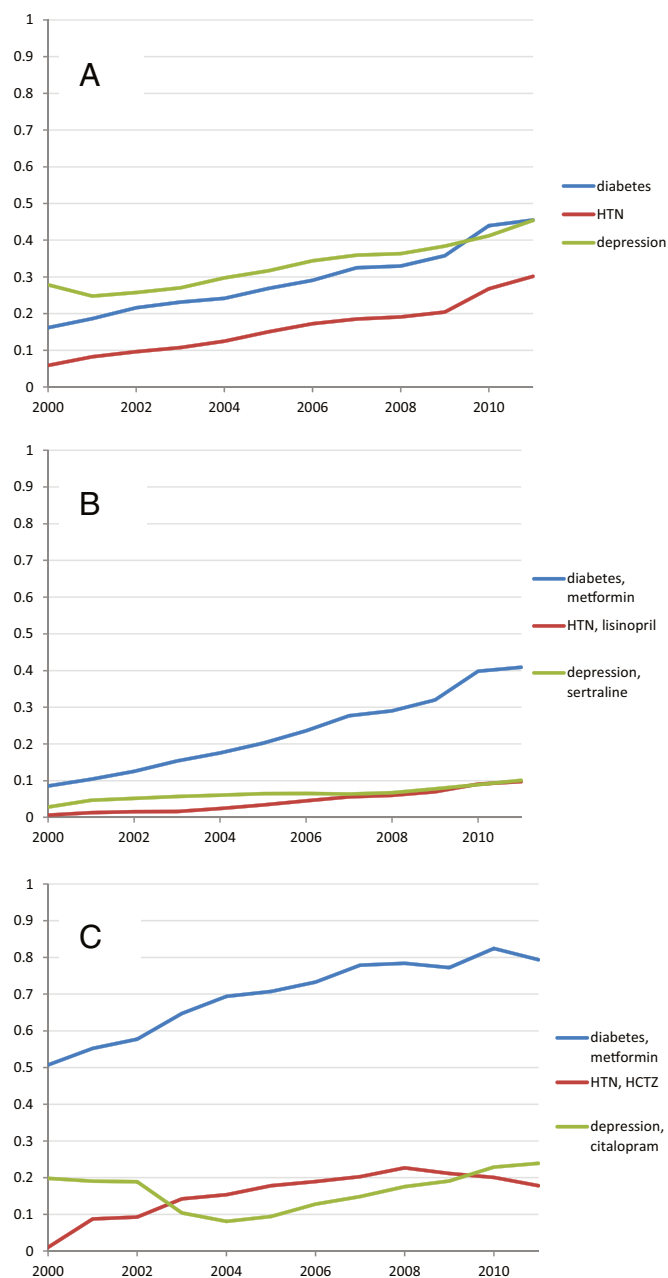 1
0.9
A
0.8
0.7
0.6
0.5
0.4
0.3
0.2
0.1
0
diabetes
HTN
depression
2000 2002 2004 2006 2008 2010
1
0.9
B
0.8
0.7
0.6
0.5
0.4
0.3
0.2
0.1
0
diabetes,
metformin
HTN, lisinopril
depression,
sertraline
2000 2002 2004 2006 2008 2010
1
0.9
C
0.8
0.7
0.6
0.5
0.4
0.3
0.2
0.1
0
diabetes,
metformin
HTN, HCTZ
depression,
citalopram
2000 2002 2004 2006 2008 2010